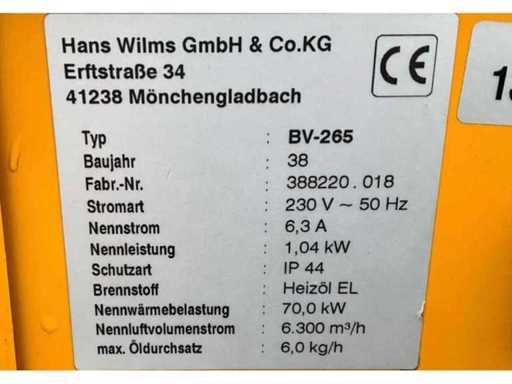 Hans Wilms GmbH & Co.KG
Erftstraße 34
41238 Mönchengladbach
CE
Typ : BV-265
Baujahr : 38
Fabr.-Nr. : 388220.018
Stromart : 230 V ~ 50 Hz
Nennstrom : 6,3 A
Nennleistung : 1,04 kW
Schutzart : IP 44
Brennstoff : Heizöl EL
Nennwärmebelastung : 70,0 kW
Nennluftvolumenstrom : 6.300 m³/h
max. Öldurchsatz : 6,0 kg/h